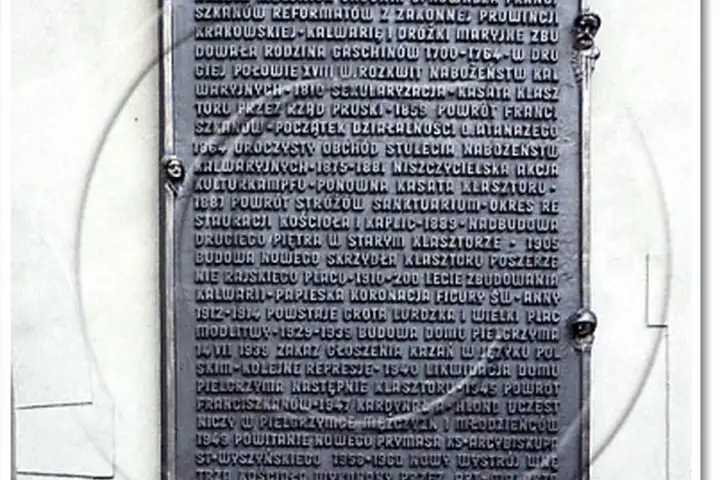 SZKANÓW REFORMATÓW Z ZAKONNEJ PROWINCJI
KRAKOWSKIEJ • KALWARIĘ I DRÓŻKI MARYJNE ZBU
DOWAŁA RODZINA GASCHINÓW 1700-1764 • W DRU
GIEJ POŁOWIE XVIII W. ROZKWIT NABOŻEŃSTW KAL
WARYJNYCH • 1810 SEKULARYZACJA • KASATA KLASZ
TORU PRZEZ RZĄD PRUSKI • 1859 POWRÓT FRANCI
SZKANÓW • POCZĄTEK DZIAŁALNOŚCI O. ATANAZEGO
1864 UROCZYSTY OBCHÓD STULECIA NABOŻEŃSTW
KALWARYJNYCH • 1875-1881 NISZCZYCIELSKA AKCJA
KULTURKAMPFU • PONOWNA KASATA KLASZTORU •
1887 POWRÓT STRÓŻÓW SANKTUARIUM • OKRES RE
STAURACJI KOŚCIOŁA I KAPLIC • 1889 • NADBUDOWA
DRUGIEGO PIĘTRA W STARYM KLASZTORZE • 1905
BUDOWA NOWEGO SKRZYDŁA KLASZTORU POSZERZE
NIE RAJSKIEGO PLACU • 1910 • 200 LECIE ZBUDOWANIA
KALWARII • PAPIESKA KORONACJA FIGURY ŚW • ANNY
1912-1914 POWSTAJE GROTA LURDZKA I WIELKI PLAC
MODLITWY • 1929-1935 BUDOWA DOMU PIELGRZYMA
14 VII 1939 ZAKAZ GŁOSZENIA KAZAŃ W JĘZYKU POL
SKIM • KOLEJNE REPRESJE • 1940 LIKWIDACJA DOMU
PIELGRZYMA NASTĘPNIE KLASZTORU • 1945 POWRÓT
FRANCISZKANÓW • 1947 KARDYNAŁ A. HLOND UCZEST
NICZY W PIELGRZYMCE MĘŻCZYZN I MŁODZIEŃCÓW
1949 POWITANIE NOWEGO PRYMASA KS • ARCYBISKUPA
ST • WYSZYŃSKIEGO 1958-1960 NOWY WYSTRÓJ WNĘ
TRZA KOŚCIOŁA WYKONANY PRZEZ